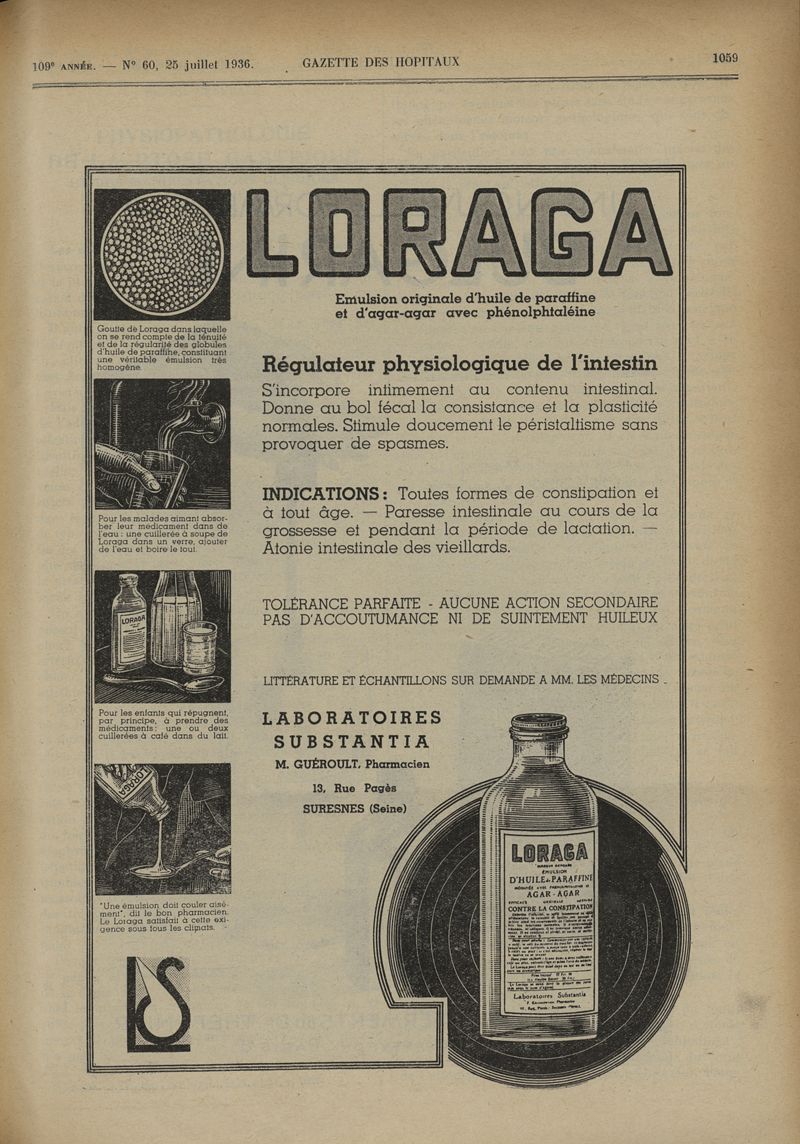 109e ANNÉE. — N° 60, 25 juillet 1936.
GAZETTE DES HOPITAUX
1059
LORAGA
Emulsion originale d'huile de paraffine
et d'agar-agar avec phénolphtaléine
Goutte de Loraga dans laquelle
on se rend compte de la ténuité
et de la régularité des globules
d'huile de paraffine, constituant
une véritable émulsion très
homogène.
Régulateur physiologique de l'intestin
S'incorpore intimement au contenu intestinal.
Donne au bol fécal la consistance et la plasticité
normales. Stimule doucement le péristaltisme sans
provoquer de spasmes.
Pour les malades aimant absor-
ber leur médicament dans de
l'eau : une cuillerée à soupe de
Loraga dans un verre, ajouter
de l'eau et boire le tout.
INDICATIONS : Toutes formes de constipation et
à tout âge. — Paresse intestinale au cours de la
grossesse et pendant la période de lactation. —
Atonie intestinale des vieillards.
LORAGA
Pour les enfants qui répugnent,
par principe, à prendre des
médicaments : une ou deux
cuillerées à café dans du lait.
TOLÉRANCE PARFAITE - AUCUNE ACTION SECONDAIRE
PAS D'ACCOUTUMANCE NI DE SUINTEMENT HUILEUX
LITTÉRATURE ET ÉCHANTILLONS SUR DEMANDE A MM. LES MÉDECINS
LORAGA
"Une émulsion doit couler aisé-
ment", dit le bon pharmacien.
Le Loraga satisfait à cette exi-
gence sous tous les climats.
LABORATOIRES
SUBSTANTIA
M. GUÉROULT, Pharmacien
13, Rue Pagès
SURESNES (Seine)
LORAGA
ÉMULSION
D'HUILE DE PARAFFINE
AGAR-AGAR
CONTRE LA CONSTIPATION
Laboratoires Substantia
LS